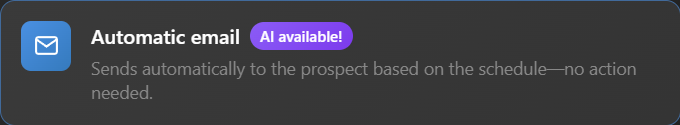 Automatic email AI available!
Sends automatically to the prospect based on the schedule—no action
needed.